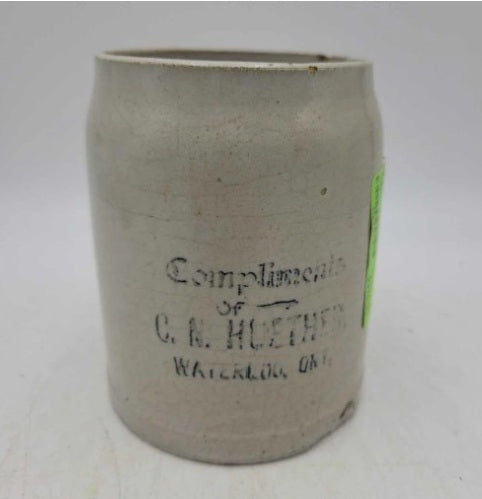 Compliments
OF
C. N. HUETHER
WATERLOO, ONT.